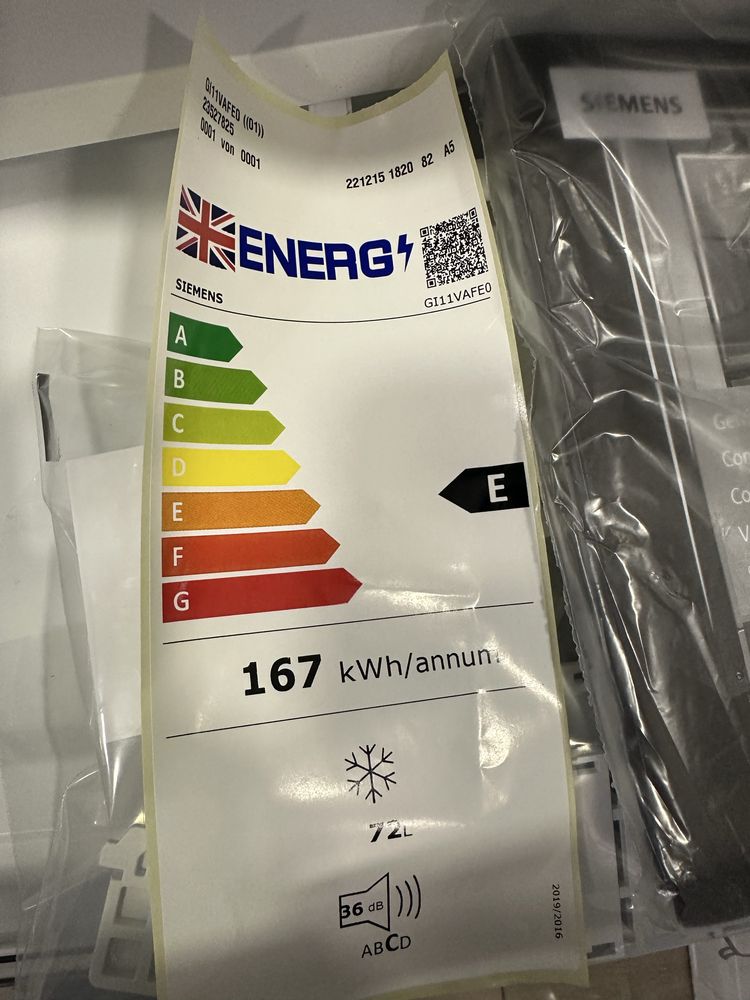 GI11VAFE0 ((01))
23527825
0001 von 0001
221215 1820 82 A5
ENERG
SIEMENS
GI11VAFE0
A
B
C
D
E
F
G
E
167 kWh/annum
72L
36 dB
ABCD
2019/2016
SIEMENS